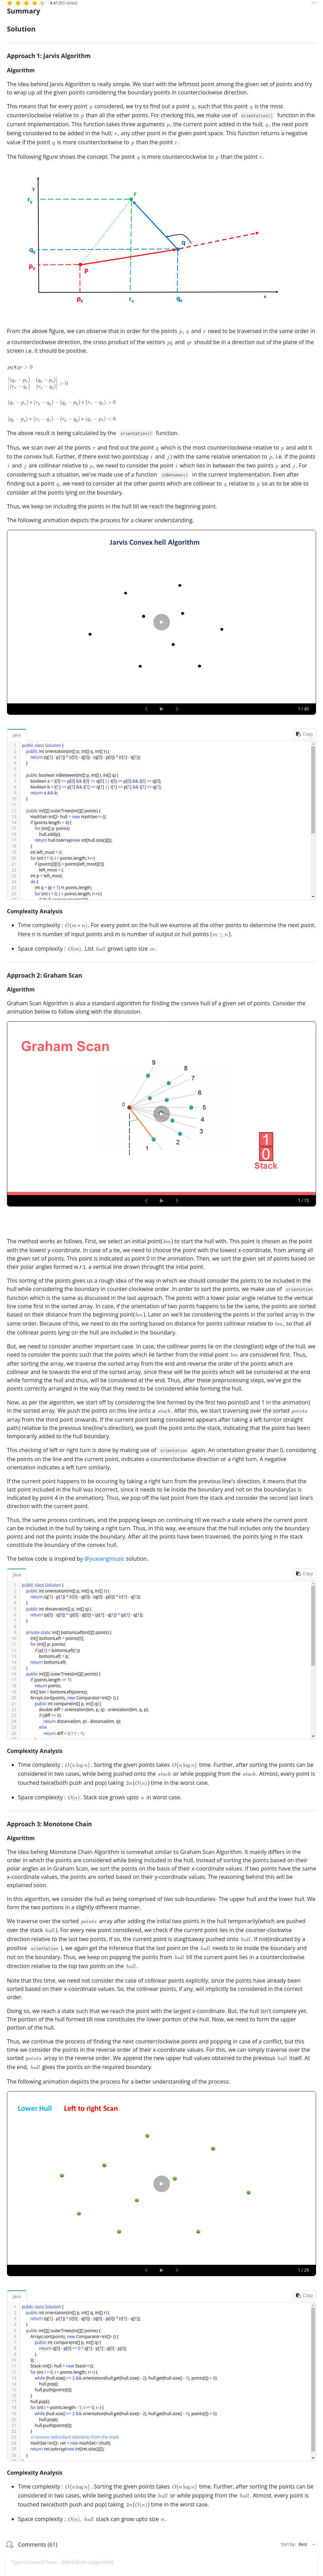 4.41 (83 votes)
Summary
Solution
Approach 1: Jarvis Algorithm
Algorithm
The idea behind Jarvis Algorithm is really simple. We start with the leftmost point among the given set of points and try
to wrap up all the given points considering the boundary points in counterclockwise direction.
This means that for every point p considered, we try to find out a point q, such that this point q is the most
counterclockwise relative to p than all the other points. For checking this, we make use of orientation() function in the
current implementation. This function takes three arguments p, the current point added in the hull; q, the next point
being considered to be added in the hull; r, any other point in the given point space. This function returns a negative
value if the point q is more counterclockwise to p than the point r.
The following figure shows the concept. The point q is more counterclockwise to p than the point r.
Y
r
r_y
q_y
q
p_y
p
p_x
r_x
q_x
x
From the above figure, we can observe that in order for the points p, q and r need to be traversed in the same order in
a counterclockwise direction, the cross product of the vectors pq and qr should be in a direction out of the plane of the
screen i.e. it should be positive.
The above result is being calculated by the orientation() function.
Thus, we scan over all the points r and find out the point q which is the most counterclockwise relative to p and add it
to the convex hull. Further, if there exist two points(say i and j) with the same relative orientation to p, i.e. if the points
i and j are collinear relative to p, we need to consider the point i which lies in between the two points p and j. For
considering such a situation, we've made use of a function inBetween() in the current implementation. Even after
finding out a point q, we need to consider all the other points which are collinear to q relative to p so as to be able to
consider all the points lying on the boundary.
Thus, we keep on including the points in the hull till we reach the beginning point.
The following animation depicts the process for a clearer understanding.
Jarvis Convex hell Algorithm
1 / 40
Java
Copy
1 public class Solution {
2 public int orientation(int[] p, int[] q, int[] r) {
3 return (q[1] - p[1]) * (r[0] - q[0]) - (q[0] - p[0]) * (r[1] - q[1]);
4 }
5
6 public boolean inBetween(int[] p, int[] i, int[] q) {
7 boolean a = i[0] >= p[0] && i[0] <= q[0] || i[0] <= p[0] && i[0] >= q[0];
8 boolean b = i[1] >= p[1] && i[1] <= q[1] || i[1] <= p[1] && i[1] >= q[1];
9 return a && b;
10 }
11
12 public int[][] outerTrees(int[][] points) {
13 HashSet<int[]> hull = new HashSet<> ();
14 if (points.length < 4) {
15 for (int[] p: points)
16 hull.add(p);
17 return hull.toArray(new int[hull.size()][]);
18 }
19 int left_most = 0;
20 for (int i = 0; i < points.length; i++)
21 if (points[i][0] < points[left_most][0])
22 left_most = i;
23 int p = left_most;
24 do {
25 int q = (p + 1) % points.length;
26 for (int i = 0; i < points.length; i++) {
Complexity Analysis
Time complexity : O(m * n). For every point on the hull we examine all the other points to determine the next point.
Here n is number of input points and m is number of output or hull points (m ≤ n).
Space complexity : O(m). List hull grows upto size m.
Approach 2: Graham Scan
Algorithm
Graham Scan Algorithm is also a standard algorithm for finding the convex hull of a given set of points. Consider the
animation below to follow along with the discussion.
Graham Scan
9
8
7
6
0
5
4
3
1
2
1
0
Stack
1 / 15
The method works as follows. First, we select an initial point(bm) to start the hull with. This point is chosen as the point
with the lowest y-coordinate. In case of a tie, we need to choose the point with the lowest x-coordinate, from among all
the given set of points. This point is indicated as point 0 in the animation. Then, we sort the given set of points based on
their polar angles formed w.r.t. a vertical line drawn throught the intial point.
This sorting of the points gives us a rough idea of the way in which we should consider the points to be included in the
hull while considering the boundary in counter-clockwise order. In order to sort the points, we make use of orientation
function which is the same as discussed in the last approach. The points with a lower polar angle relative to the vertical
line come first in the sorted array. In case, if the orientation of two points happens to be the same, the points are sorted
based on their distance from the beginning point(bm). Later on we'll be considering the points in the sorted array in the
same order. Because of this, we need to do the sorting based on distance for points collinear relative to bm, so that all
the collinear points lying on the hull are included in the boundary.
But, we need to consider another important case. In case, the collinear points lie on the closing(last) edge of the hull, we
need to consider the points such that the points which lie farther from the initial point bm are considered first. Thus,
after sorting the array, we traverse the sorted array from the end and reverse the order of the points which are
collinear and lie towards the end of the sorted array, since these will be the points which will be considered at the end
while forming the hull and thus, will be considered at the end. Thus, after these preprocessing steps, we've got the
points correctly arranged in the way that they need to be considered while forming the hull.
Now, as per the algorithm, we start off by considering the line formed by the first two points(0 and 1 in the animation)
in the sorted array. We push the points on this line onto a stack. After this, we start traversing over the sorted points
array from the third point onwards. If the current point being considered appears after taking a left turn(or straight
path) relative to the previous line(line's direction), we push the point onto the stack, indicating that the point has been
temporarily added to the hull boundary.
This checking of left or right turn is done by making use of orientation again. An orientation greater than 0, considering
the points on the line and the current point, indicates a counterclockwise direction or a right turn. A negative
orientation indicates a left turn similarly.
If the current point happens to be occuring by taking a right turn from the previous line's direction, it means that the
last point included in the hull was incorrect, since it needs to lie inside the boundary and not on the boundary(as is
indicated by point 4 in the animation). Thus, we pop off the last point from the stack and consider the second last line's
direction with the current point.
Thus, the same process continues, and the popping keeps on continuing till we reach a state where the current point
can be included in the hull by taking a right turn. Thus, in this way, we ensure that the hull includes only the boundary
points and not the points inside the boundary. After all the points have been traversed, the points lying in the stack
constitute the boundary of the convex hull.
The below code is inspired by @yuxiangmusic solution.
Java
Copy
1 public class Solution {
2 public int orientation(int[] p, int[] q, int[] r) {
3 return (q[1] - p[1]) * (r[0] - q[0]) - (q[0] - p[0]) * (r[1] - q[1]);
4 }
5 public int distance(int[] p, int[] q) {
6 return (p[0] - q[0]) * (p[0] - q[0]) + (p[1] - q[1]) * (p[1] - q[1]);
7 }
8
9 private static int[] bottomLeft(int[][] points) {
10 int[] bottomLeft = points[0];
11 for (int[] p: points)
12 if (p[1] < bottomLeft[1])
13 bottomLeft = p;
14 return bottomLeft;
15 }
16 public int[][] outerTrees(int[][] points) {
17 if (points.length <= 1)
18 return points;
19 int[] bm = bottomLeft(points);
20 Arrays.sort(points, new Comparator<int[]> () {
21 public int compare(int[] p, int[] q) {
22 double diff = orientation(bm, p, q) - orientation(bm, q, p);
23 if (diff == 0)
24 return distance(bm, p) - distance(bm, q);
25 else
26 return diff > 0 ? 1 : -1;
Complexity Analysis
Time complexity : O(n log n). Sorting the given points takes O(n log n) time. Further, after sorting the points can be
considered in two cases, while being pushed onto the stack or while popping from the stack. Atmost, every point is
touched twice(both push and pop) taking 2n(O(n)) time in the worst case.
Space complexity : O(n). Stack size grows upto n in worst case.
Approach 3: Monotone Chain
Algorithm
The idea behing Monotone Chain Algorithm is somewhat similar to Graham Scan Algorithm. It mainly differs in the
order in which the points are considered while being included in the hull. Instead of sorting the points based on their
polar angles as in Graham Scan, we sort the points on the basis of their x-coordinate values. If two points have the same
x-coordinate values, the points are sorted based on their y-coordinate values. The reasoning behind this will be
explained soon.
In this algorithm, we consider the hull as being comprised of two sub-boundaries- The upper hull and the lower hull. We
form the two portions in a slightly different manner.
We traverse over the sorted points array after adding the initial two points in the hull temporarily(which are pushed
over the stack hull). For every new point considered, we check if the current point lies in the counter-clockwise
direction relative to the last two points. If so, the current point is staightaway pushed onto hull. If not(indicated by a
positive orientation ), we again get the inference that the last point on the hull needs to lie inside the boundary and
not on the boundary. Thus, we keep on popping the points from hull till the current point lies in a counterclockwise
direction relative to the top two points on the hull.
Note that this time, we need not consider the case of collinear points explicitly, since the points have already been
sorted based on their x-coordinate values. So, the collinear points, if any, will implicitly be considered in the correct
order.
Doing so, we reach a state such that we reach the point with the largest x-coordinate. But, the hull isn't complete yet.
The portion of the hull formed till now constitutes the lower portion of the hull. Now, we need to form the upper
portion of the hull.
Thus, we continue the process of finding the next counterclockwise points and popping in case of a conflict, but this
time we consider the points in the reverse order of their x-coordinate values. For this, we can simply traverse over the
sorted points array in the reverse order. We append the new upper hull values obtained to the previous hull itself. At
the end, hull gives the points on the required boundary.
The following animation depicts the process for a better understanding of the process:
Lower Hull Left to right Scan
1 / 26
Java
Copy
1 public class Solution {
2 public int orientation(int[] p, int[] q, int[] r) {
3 return (q[1] - p[1]) * (r[0] - q[0]) - (q[0] - p[0]) * (r[1] - q[1]);
4 }
5 public int[][] outerTrees(int[][] points) {
6 Arrays.sort(points, new Comparator<int[]> () {
7 public int compare(int[] p, int[] q) {
8 return q[0] - p[0] == 0 ? q[1] - p[1] : q[0] - p[0];
9 }
10 });
11 Stack<int[]> hull = new Stack<>();
12 for (int i = 0; i < points.length; i++) {
13 while (hull.size() >= 2 && orientation(hull.get(hull.size() - 2), hull.get(hull.size() - 1), points[i]) > 0)
14 hull.pop();
15 hull.push(points[i]);
16 }
17 hull.pop();
18 for (int i = points.length - 1; i >= 0; i--) {
19 while (hull.size() >= 2 && orientation(hull.get(hull.size() - 2), hull.get(hull.size() - 1), points[i]) > 0)
20 hull.pop();
21 hull.push(points[i]);
22 }
23 // remove redundant elements from the stack
24 HashSet<int[]> ret = new HashSet<>(hull);
25 return ret.toArray(new int[ret.size()][]);
26 }
Complexity Analysis
Time complexity : O(n log n). Sorting the given points takes O(n log n) time. Further, after sorting the points can be
considered in two cases, while being pushed onto the hull or while popping from the hull. Atmost, every point is
touched twice(both push and pop) taking 2n(O(n)) time in the worst case.
Space complexity : O(n). hull stack can grow upto size n.
Comments (61)
Sort by: Best
Type comment here... (Markdown supported)